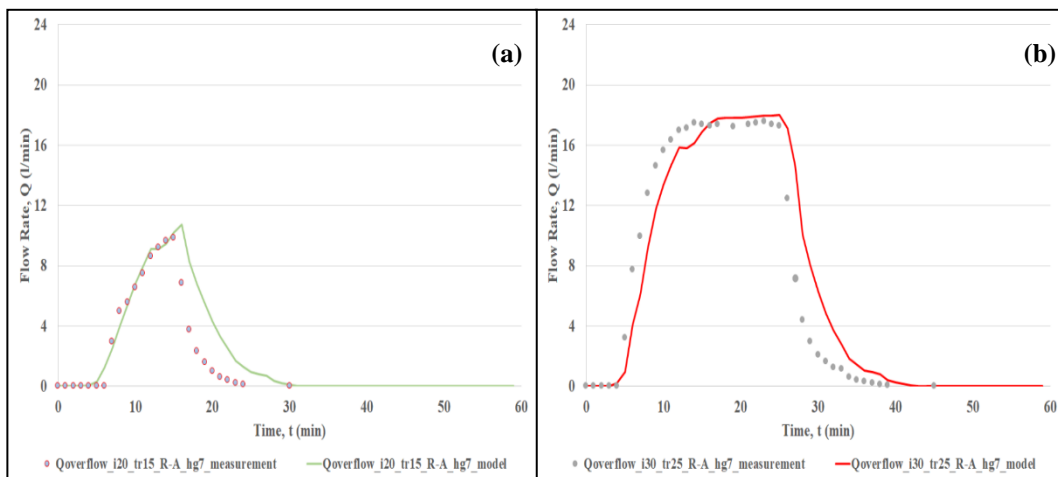 24
20
16
12
8
4
0
Flow Rate, Q (l/min)
(a)
0 10 20 30 40 50 60
Time, t (min)
Qoverflow_i20_tr15_R-A_hg7_measurement Qoverflow_i20_tr15_R-A_hg7_model
24
20
16
12
8
4
0
Flow Rate, Q (l/min)
(b)
0 10 20 30 40 50 60
Time, t (min)
Qoverflow_i30_tr25_R-A_hg7_measurement Qoverflow_i30_tr25_R-A_hg7_model